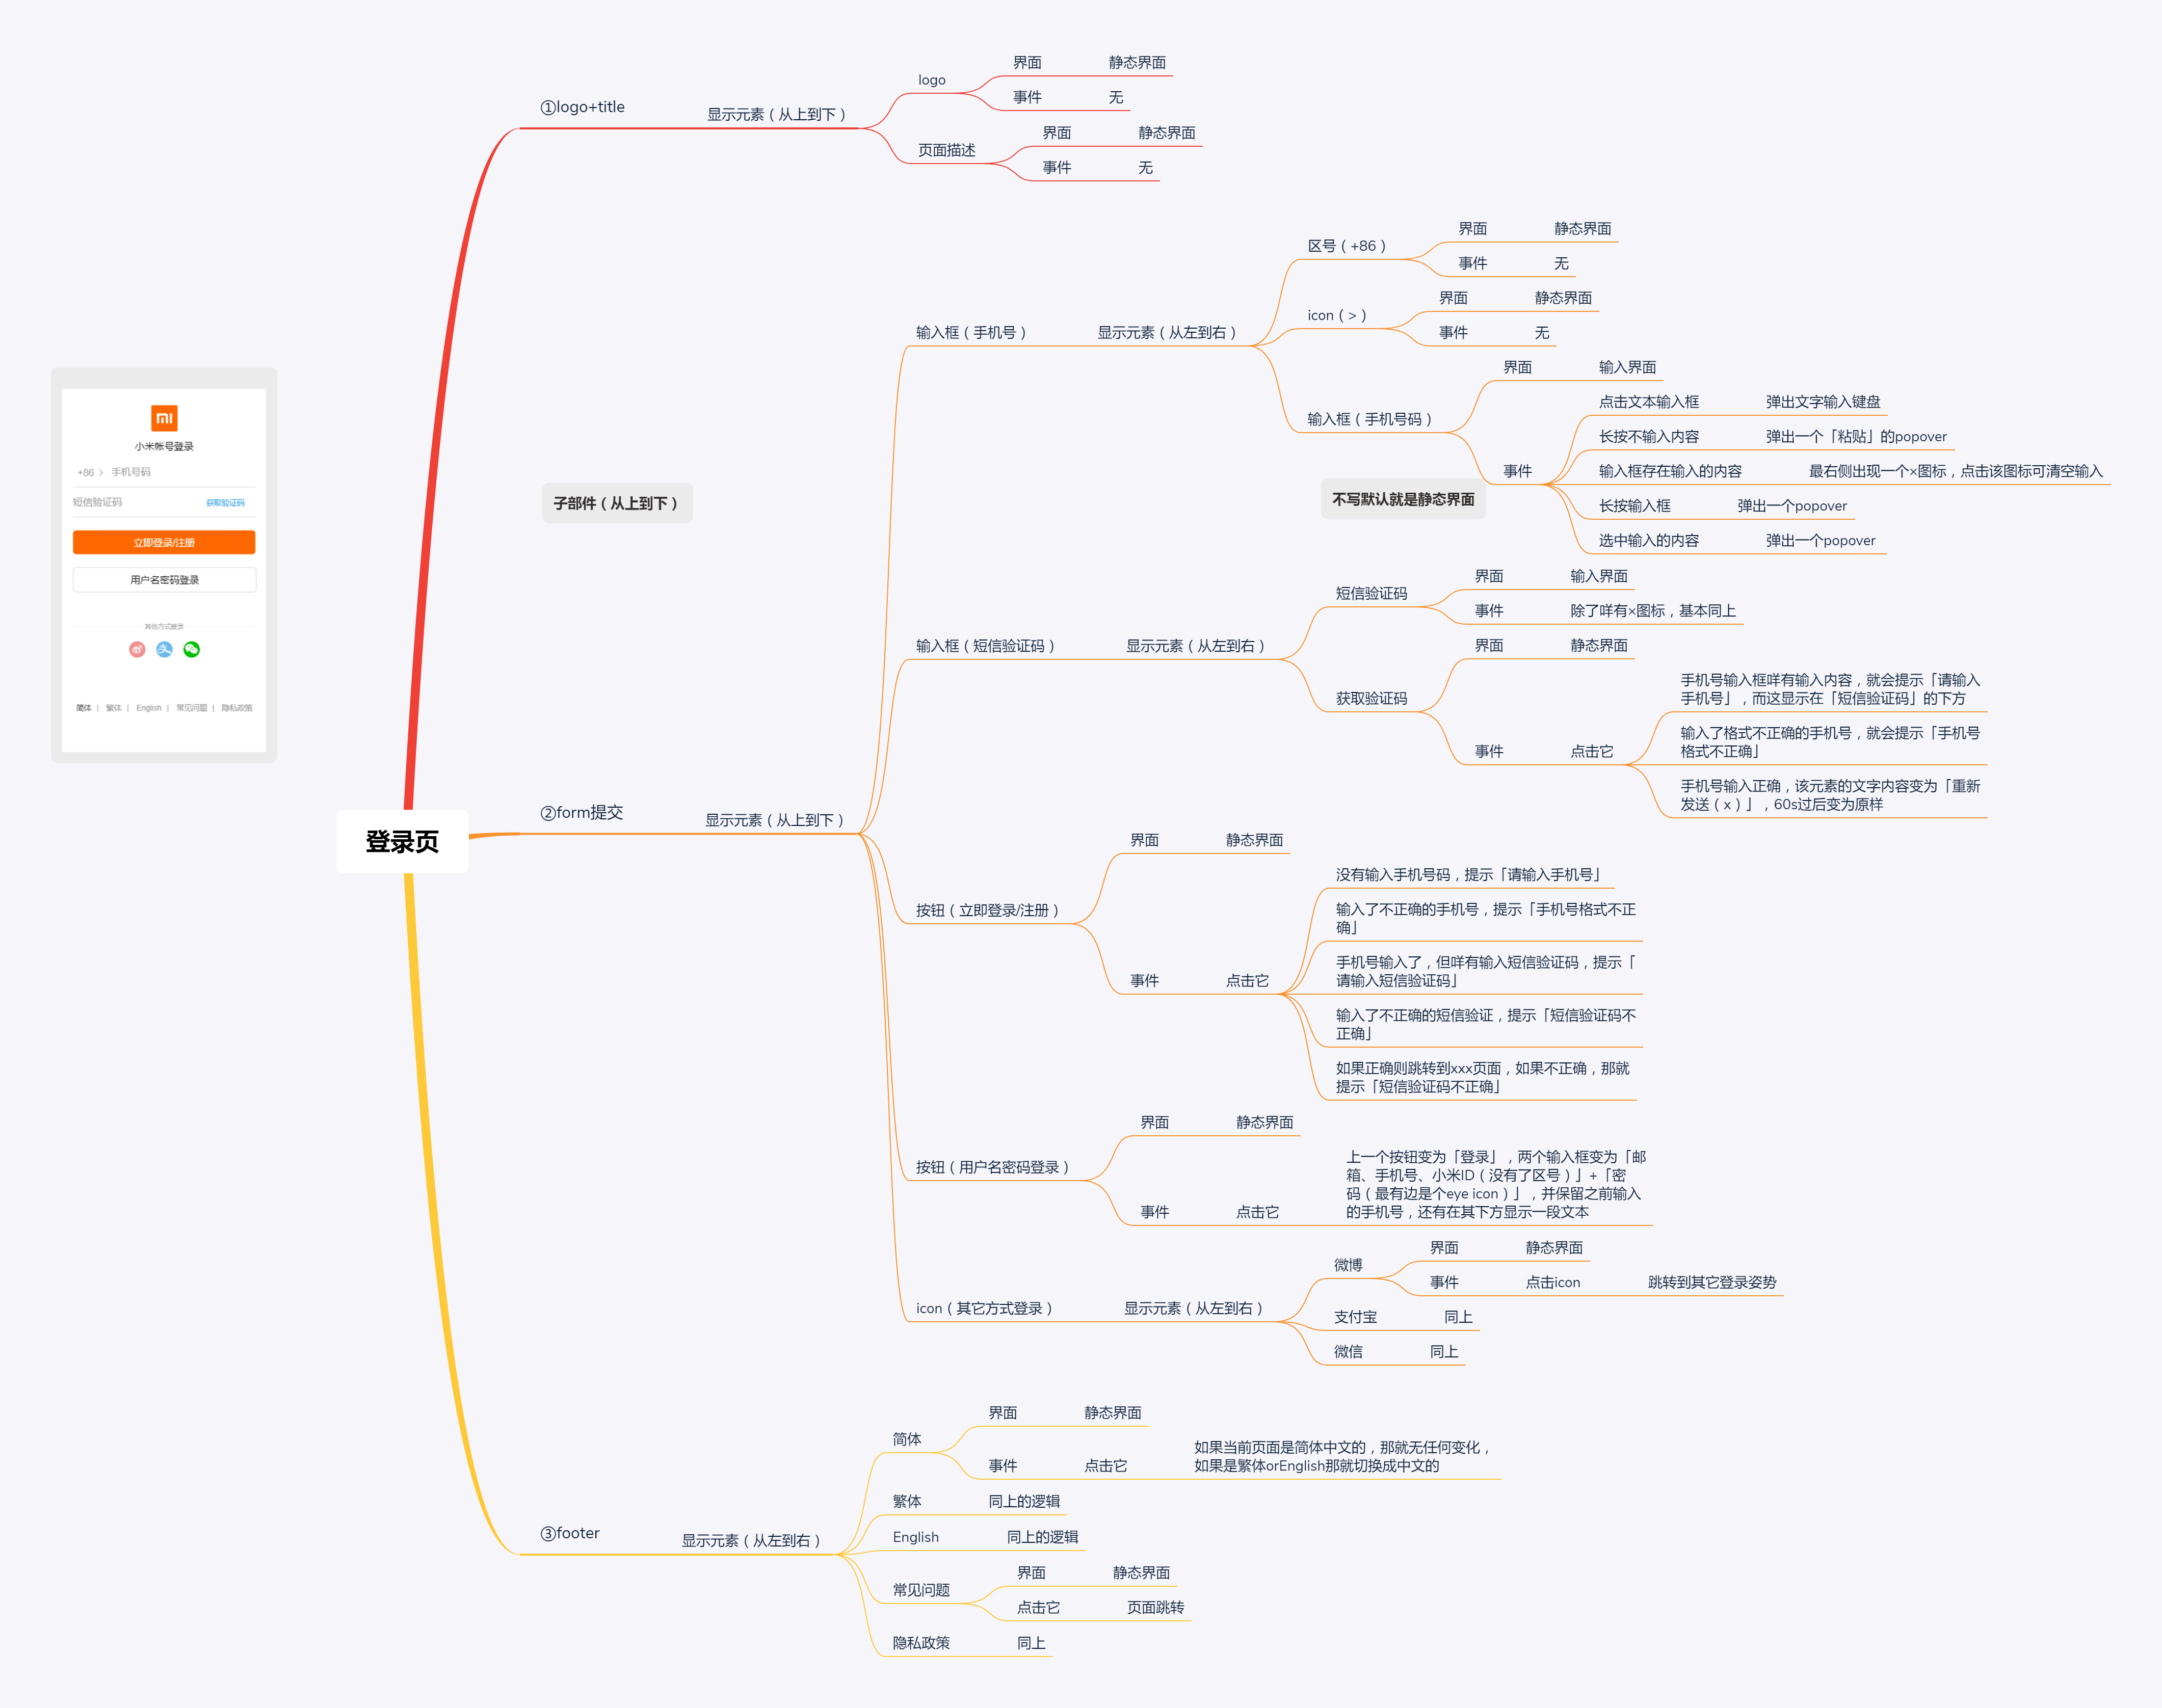 小米帐号登录
+86 > 手机号码
短信验证码 获取验证码
立即登录/注册
用户名密码登录
其他方式登录
简体 | 繁体 | English | 常见问题 | 隐私政策
登录页
子部件（从上到下）
不写默认就是静态界面
①logo+title
显示元素（从上到下）
logo
界面 静态界面
事件 无
页面描述
界面 静态界面
事件 无
②form提交
显示元素（从上到下）
输入框（手机号）
显示元素（从左到右）
区号（+86）
界面 静态界面
事件 无
icon（>）
界面 静态界面
事件 无
输入框（手机号码）
界面 输入界面
事件
点击文本输入框 弹出文字输入键盘
长按不输入内容 弹出一个「粘贴」的popover
输入框存在输入的内容 最右侧出现一个×图标，点击该图标可清空输入
长按输入框 弹出一个popover
选中输入的内容 弹出一个popover
输入框（短信验证码）
显示元素（从左到右）
短信验证码
界面 输入界面
事件 除了咩有×图标，基本同上
获取验证码
界面 静态界面
事件 点击它
手机号输入框咩有输入内容，就会提示「请输入
手机号」，而这显示在「短信验证码」的下方
输入了格式不正确的手机号，就会提示「手机号
格式不正确」
手机号输入正确，该元素的文字内容变为「重新
发送（x）」，60s过后变为原样
按钮（立即登录/注册）
界面 静态界面
事件 点击它
没有输入手机号码，提示「请输入手机号」
输入了不正确的手机号，提示「手机号格式不正
确」
手机号输入了，但咩有输入短信验证码，提示「
请输入短信验证码」
输入了不正确的短信验证，提示「短信验证码不
正确」
如果正确则跳转到xxx页面，如果不正确，那就
提示「短信验证码不正确」
按钮（用户名密码登录）
界面 静态界面
事件 点击它
上一个按钮变为「登录」，两个输入框变为「邮
箱、手机号、小米ID（没有了区号）」+「密
码（最有边是个eye icon）」，并保留之前输入
的手机号，还有在其下方显示一段文本
icon（其它方式登录）
显示元素（从左到右）
微博
界面 静态界面
事件 点击icon 跳转到其它登录姿势
支付宝 同上
微信 同上
③footer
显示元素（从左到右）
简体
界面 静态界面
事件 点击它
如果当前页面是简体中文的，那就无任何变化，
如果是繁体orEnglish那就切换成中文的
繁体 同上的逻辑
English 同上的逻辑
常见问题
界面 静态界面
点击它 页面跳转
隐私政策 同上